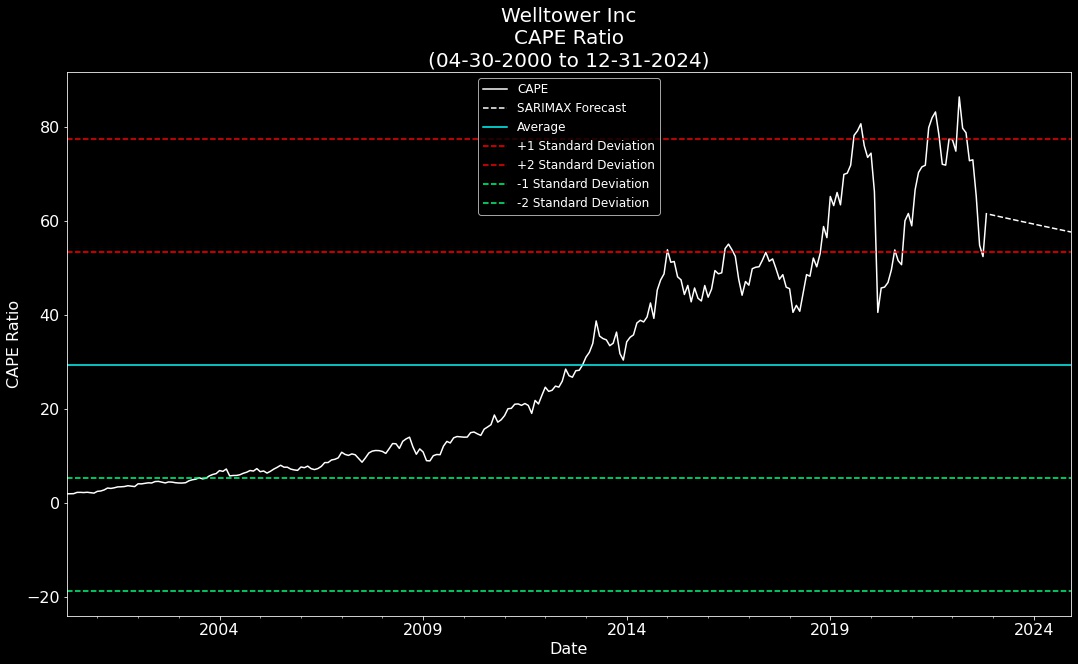 Welltower Inc
CAPE Ratio
(04-30-2000 to 12-31-2024)
CAPE
SARIMAX Forecast
Average
+1 Standard Deviation
+2 Standard Deviation
-1 Standard Deviation
-2 Standard Deviation
CAPE Ratio
80
60
40
20
0
−20
2004
2009
2014
2019
2024
Date